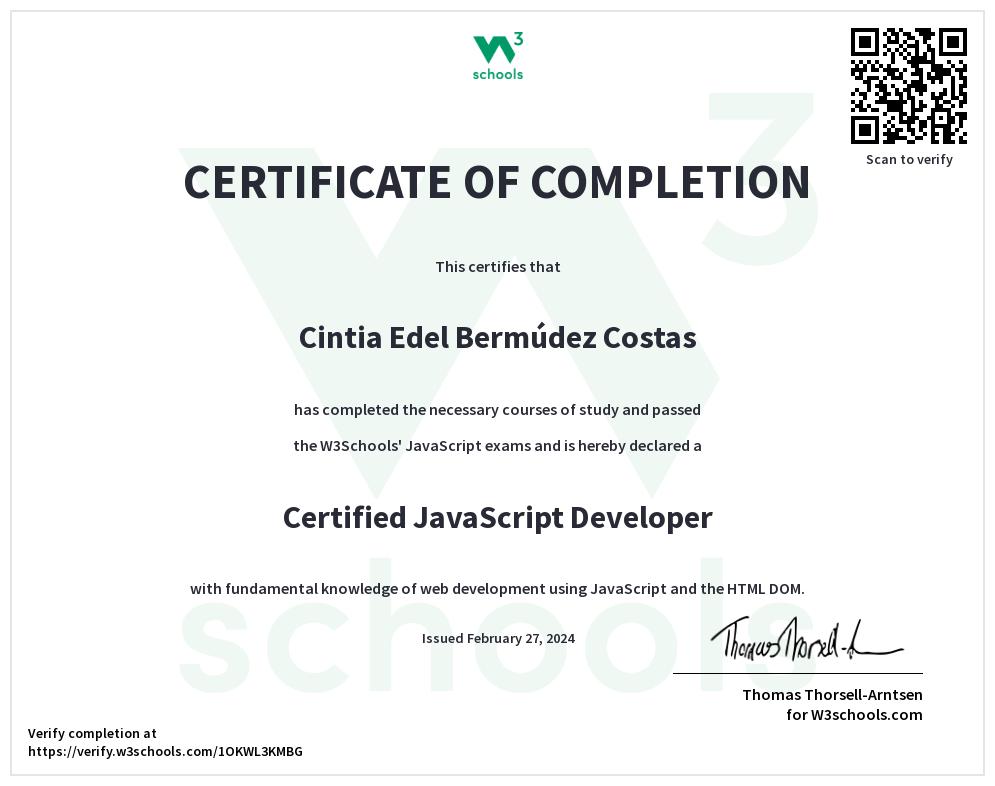 W3
schools
Scan to verify
CERTIFICATE OF COMPLETION
This certifies that
Cintia Edel Bermúdez Costas
has completed the necessary courses of study and passed
the W3Schools' JavaScript exams and is hereby declared a
Certified JavaScript Developer
with fundamental knowledge of web development using JavaScript and the HTML DOM.
Issued February 27, 2024
Thomas Thorsell-A
Thomas Thorsell-Arntsen
for W3schools.com
Verify completion at
https://verify.w3schools.com/1OKWL3KMBG
W3
schools